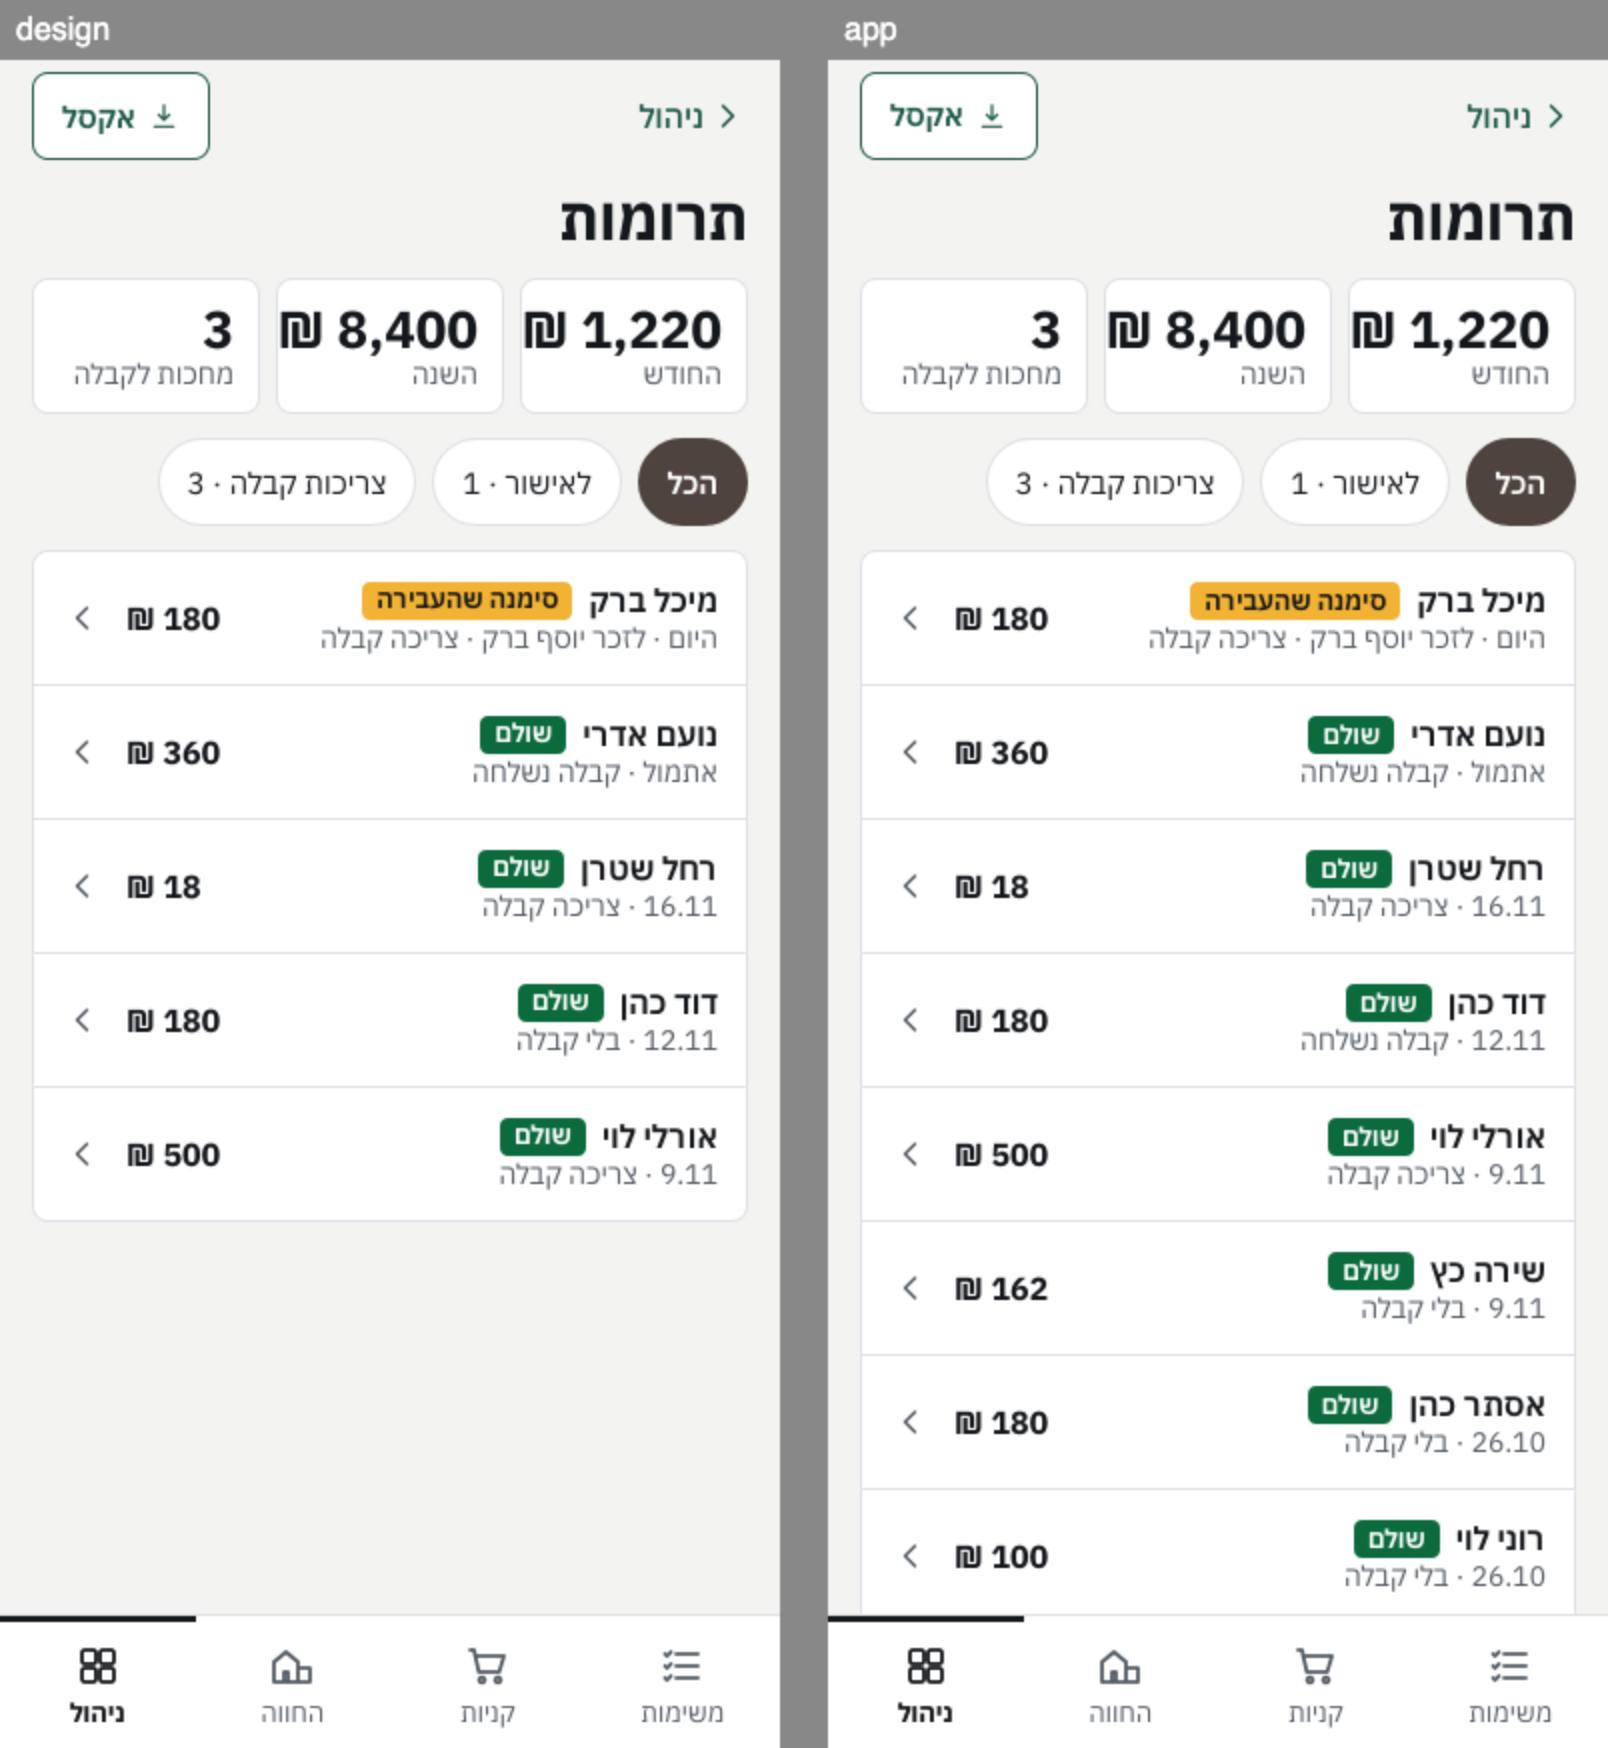 design
ניהול
אקסל
תרומות
1,220 ₪
החודש
8,400 ₪
השנה
3
מחכות לקבלה
הכל
לאישור · 1
צריכות קבלה · 3
מיכל ברק סימנה שהעבירה
היום · לזכר יוסף ברק · צריכה קבלה
180 ₪
נועם אדרי שולם
אתמול · קבלה נשלחה
360 ₪
רחל שטרן שולם
16.11 · צריכה קבלה
18 ₪
דוד כהן שולם
12.11 · בלי קבלה
180 ₪
אורלי לוי שולם
9.11 · צריכה קבלה
500 ₪
משימות
קניות
החווה
ניהול
app
ניהול
אקסל
תרומות
1,220 ₪
החודש
8,400 ₪
השנה
3
מחכות לקבלה
הכל
לאישור · 1
צריכות קבלה · 3
מיכל ברק סימנה שהעבירה
היום · לזכר יוסף ברק · צריכה קבלה
180 ₪
נועם אדרי שולם
אתמול · קבלה נשלחה
360 ₪
רחל שטרן שולם
16.11 · צריכה קבלה
18 ₪
דוד כהן שולם
12.11 · קבלה נשלחה
180 ₪
אורלי לוי שולם
9.11 · צריכה קבלה
500 ₪
שירה כץ שולם
9.11 · בלי קבלה
162 ₪
אסתר כהן שולם
26.10 · בלי קבלה
180 ₪
רוני לוי שולם
26.10 · בלי קבלה
100 ₪
משימות
קניות
החווה
ניהול